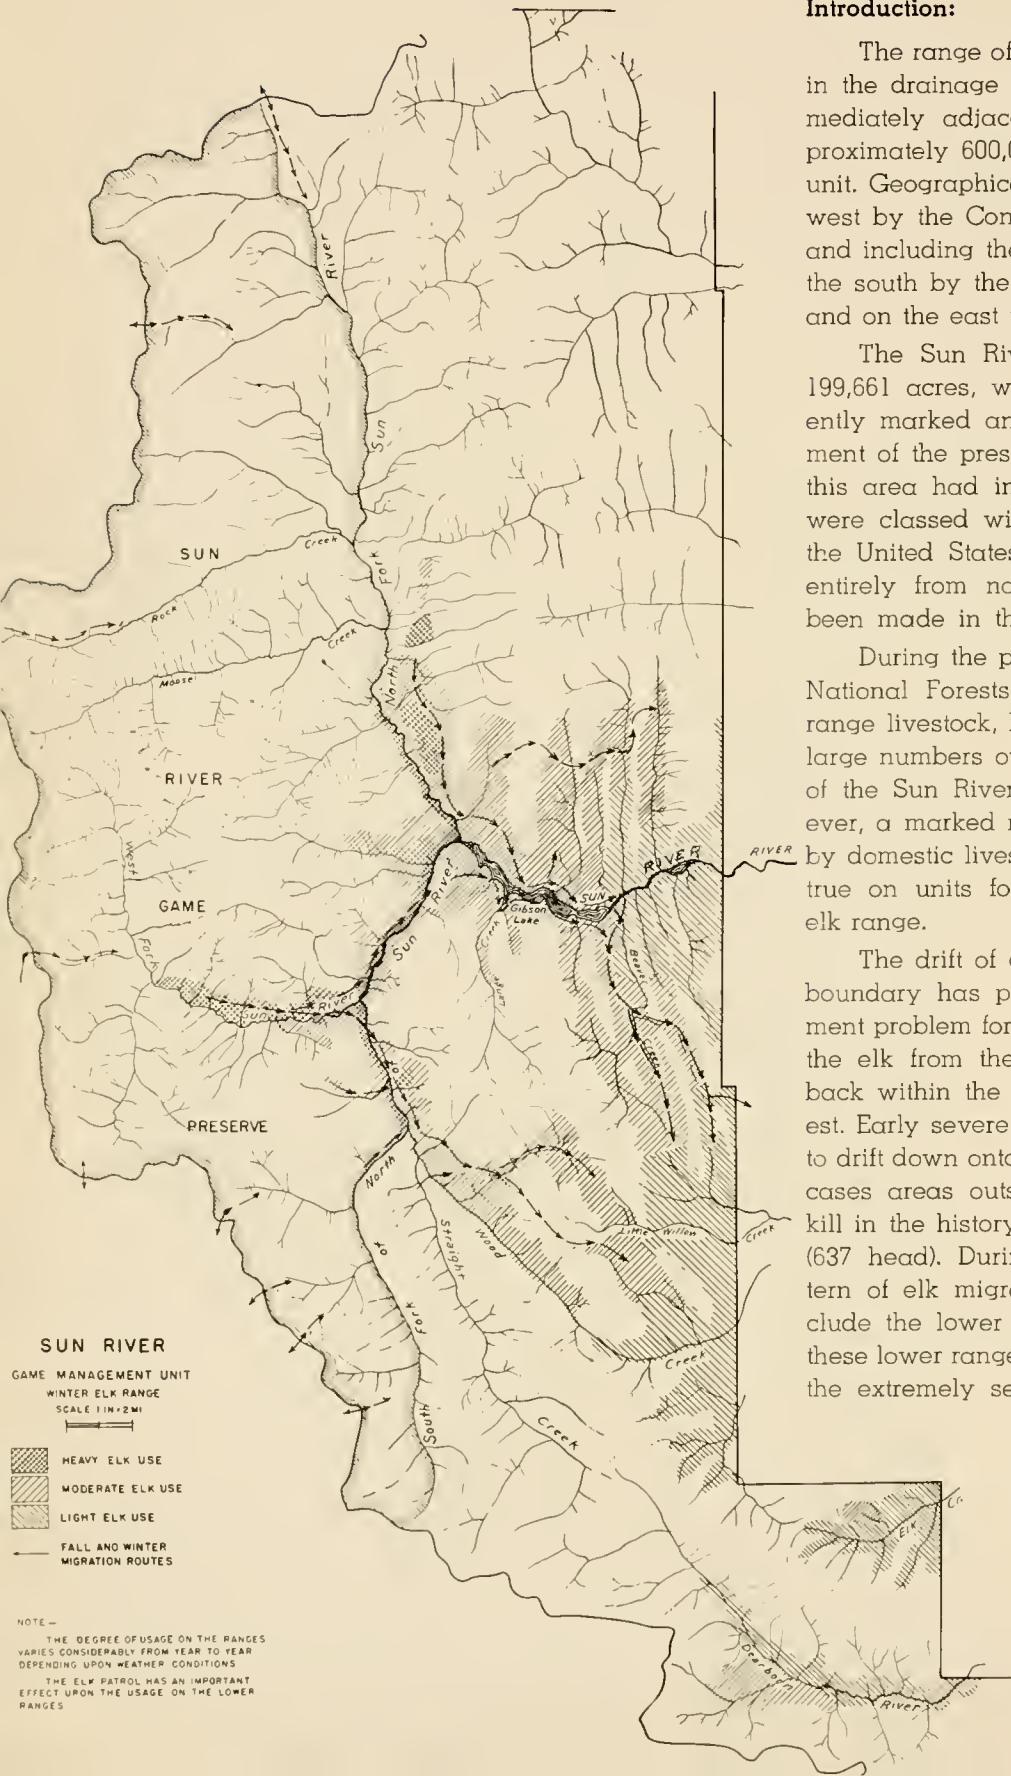 Introduction:
The range of
in the drainage
mediately adjac
proximately 600,0
unit. Geographic
west by the Con
and including the
the south by the
and on the east
The Sun Riv
199,661 acres, w
ently marked an
ment of the pres
this area had in
were classed wi
the United States
entirely from no
been made in th
During the p
National Forests
range livestock,
large numbers o
of the Sun River
ever, a marked
by domestic lives
true on units fo
elk range.
The drift of
boundary has p
ment problem for
the elk from the
back within the
est. Early severe
to drift down onto
cases areas outs
kill in the history
(637 head). Duri
tern of elk migr
clude the lower
these lower range
the extremely se
River
Sun
Fork
North
SUN
Creek
Rock
Creek
Moose
RIVER
West
GAME
Fork
Sun
River
Sun
River
PRESERVE
Gibson
Lake
SUN
RIVER
RIVER
Beaver
Creek
Creek
North
of
Fork
South
of
Straight
Creek
Wood
Creek
Little Willow
Creek
Elk
Cr.
Dearborn
River
SUN RIVER
GAME MANAGEMENT UNIT
WINTER ELK RANGE
SCALE 1 IN=2 MI
HEAVY ELK USE
MODERATE ELK USE
LIGHT ELK USE
FALL AND WINTER
MIGRATION ROUTES
NOTE —
THE DEGREE OF USAGE ON THE RANGES
VARIES CONSIDERABLY FROM YEAR TO YEAR
DEPENDING UPON WEATHER CONDITIONS
THE ELK PATROL HAS AN IMPORTANT
EFFECT UPON THE USAGE ON THE LOWER
RANGES